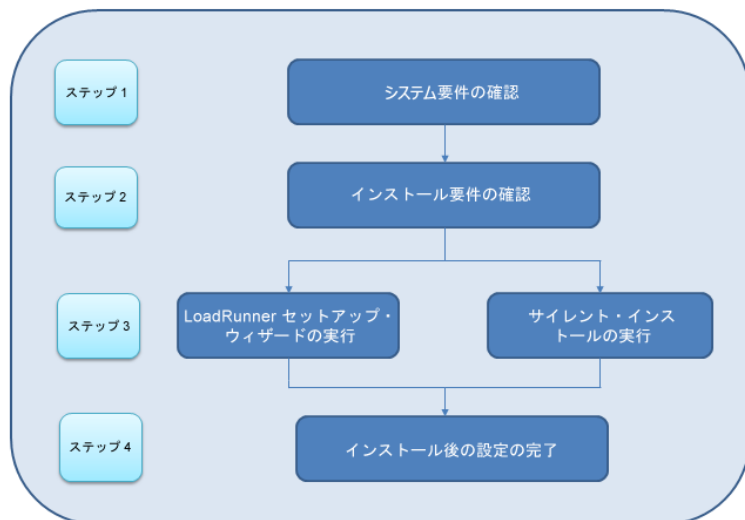 ステップ 1
システム要件の確認
ステップ 2
インストール要件の確認
ステップ 3
LoadRunner セットアップ・
ウィザードの実行
サイレント・インス
トールの実行
ステップ 4
インストール後の設定の完了